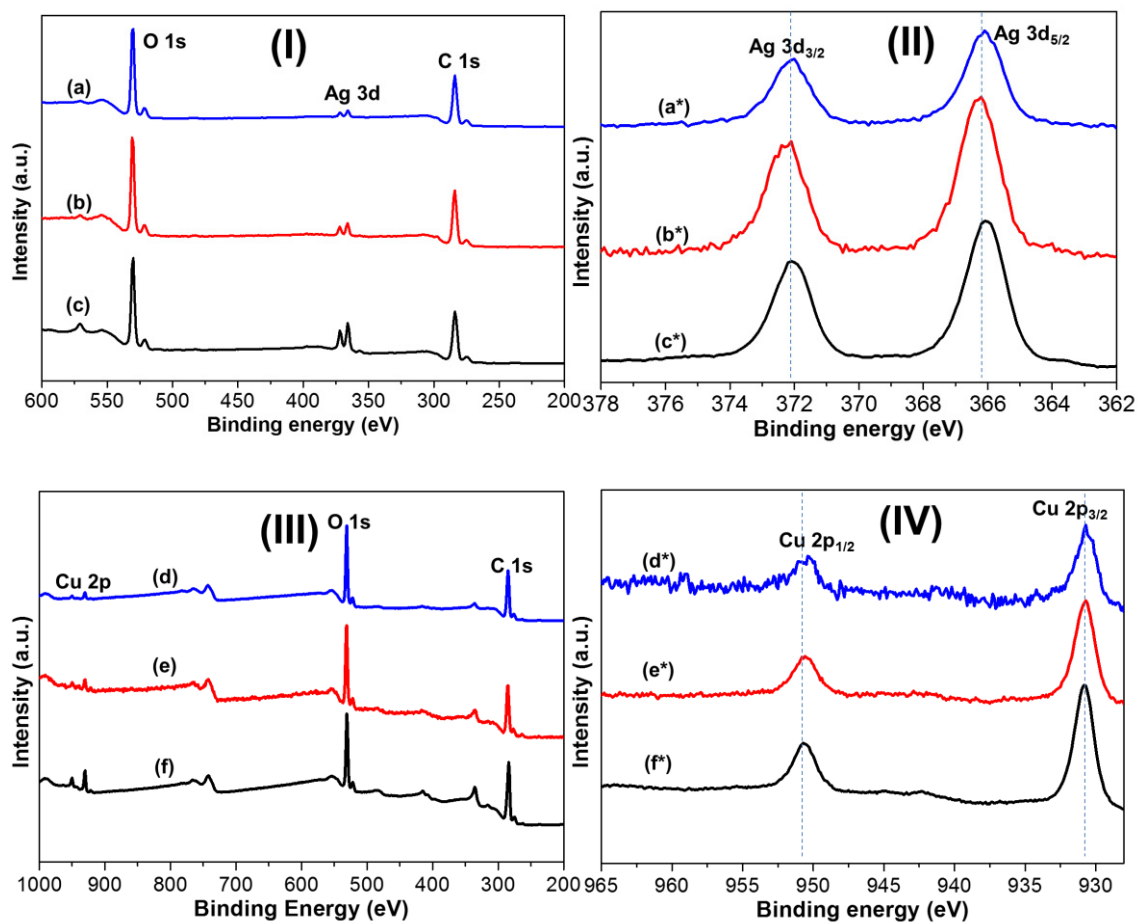 (I)
O 1s
C 1s
Ag 3d
(a)
(b)
(c)
Intensity (a.u.)
600 550 500 450 400 350 300 250 200
Binding energy (eV)
(II)
Ag 3d3/2
Ag 3d5/2
(a*)
(b*)
(c*)
Intensity (a.u.)
378 376 374 372 370 368 366 364 362
Binding energy (eV)
(III)
O 1s
C 1s
Cu 2p
(d)
(e)
(f)
Intensity (a.u.)
1000 900 800 700 600 500 400 300 200
Binding Energy (eV)
(IV)
Cu 2p3/2
Cu 2p1/2
(d*)
(e*)
(f*)
Intensity (a.u.)
965 960 955 950 945 940 935 930
Binding energy (eV)